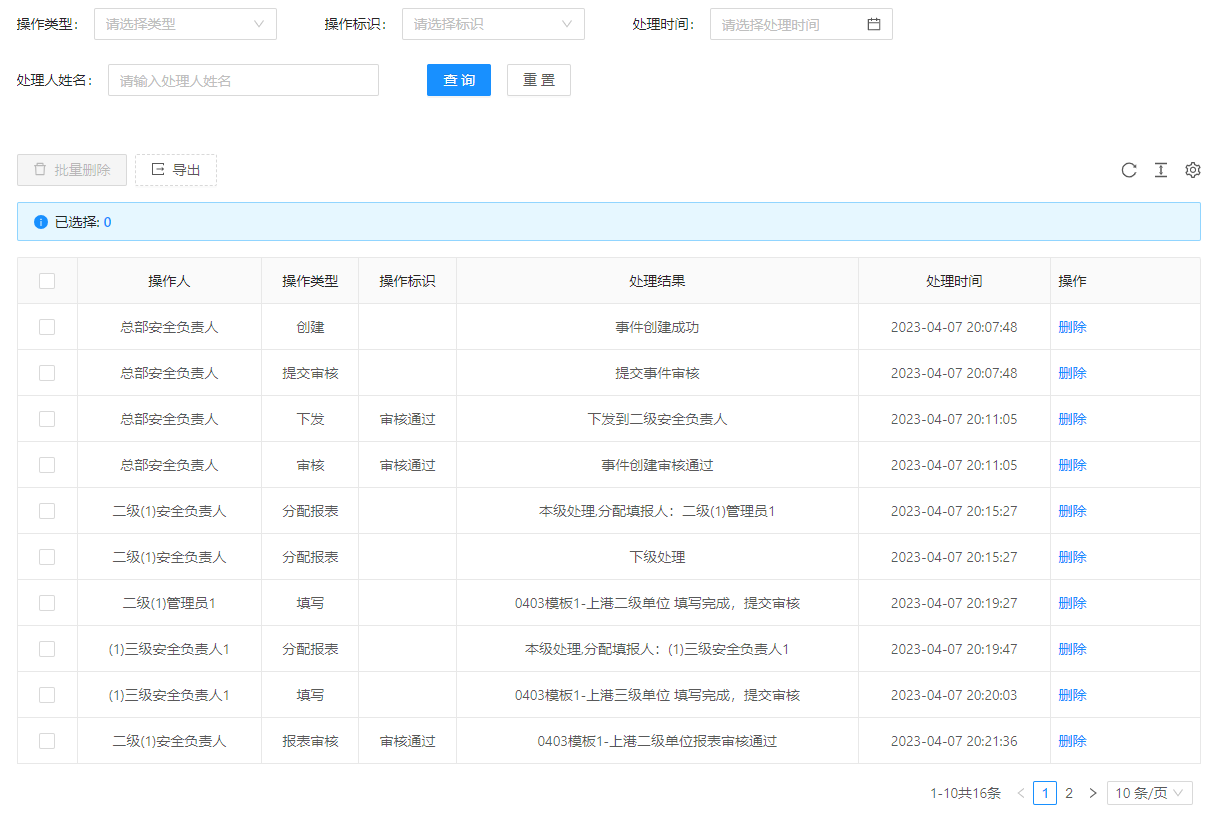 操作类型： 请选择类型 操作标识： 请选择标识 处理时间： 请选择处理时间
处理人姓名： 请输入处理人姓名 查 询 重 置
批量删除 导出
已选择: 0
操作人 操作类型 操作标识 处理结果 处理时间 操作
总部安全负责人 创建 事件创建成功 2023-04-07 20:07:48 删除
总部安全负责人 提交审核 提交事件审核 2023-04-07 20:07:48 删除
总部安全负责人 下发 审核通过 下发到二级安全负责人 2023-04-07 20:11:05 删除
总部安全负责人 审核 审核通过 事件创建审核通过 2023-04-07 20:11:05 删除
二级(1)安全负责人 分配报表 本级处理,分配填报人：二级(1)管理员1 2023-04-07 20:15:27 删除
二级(1)安全负责人 分配报表 下级处理 2023-04-07 20:15:27 删除
二级(1)管理员1 填写 0403模板1-上港二级单位 填写完成，提交审核 2023-04-07 20:19:27 删除
(1)三级安全负责人1 分配报表 本级处理,分配填报人：(1)三级安全负责人1 2023-04-07 20:19:47 删除
(1)三级安全负责人1 填写 0403模板1-上港三级单位 填写完成，提交审核 2023-04-07 20:20:03 删除
二级(1)安全负责人 报表审核 审核通过 0403模板1-上港二级单位报表审核通过 2023-04-07 20:21:36 删除
1-10共16条 < 1 2 > 10 条/页